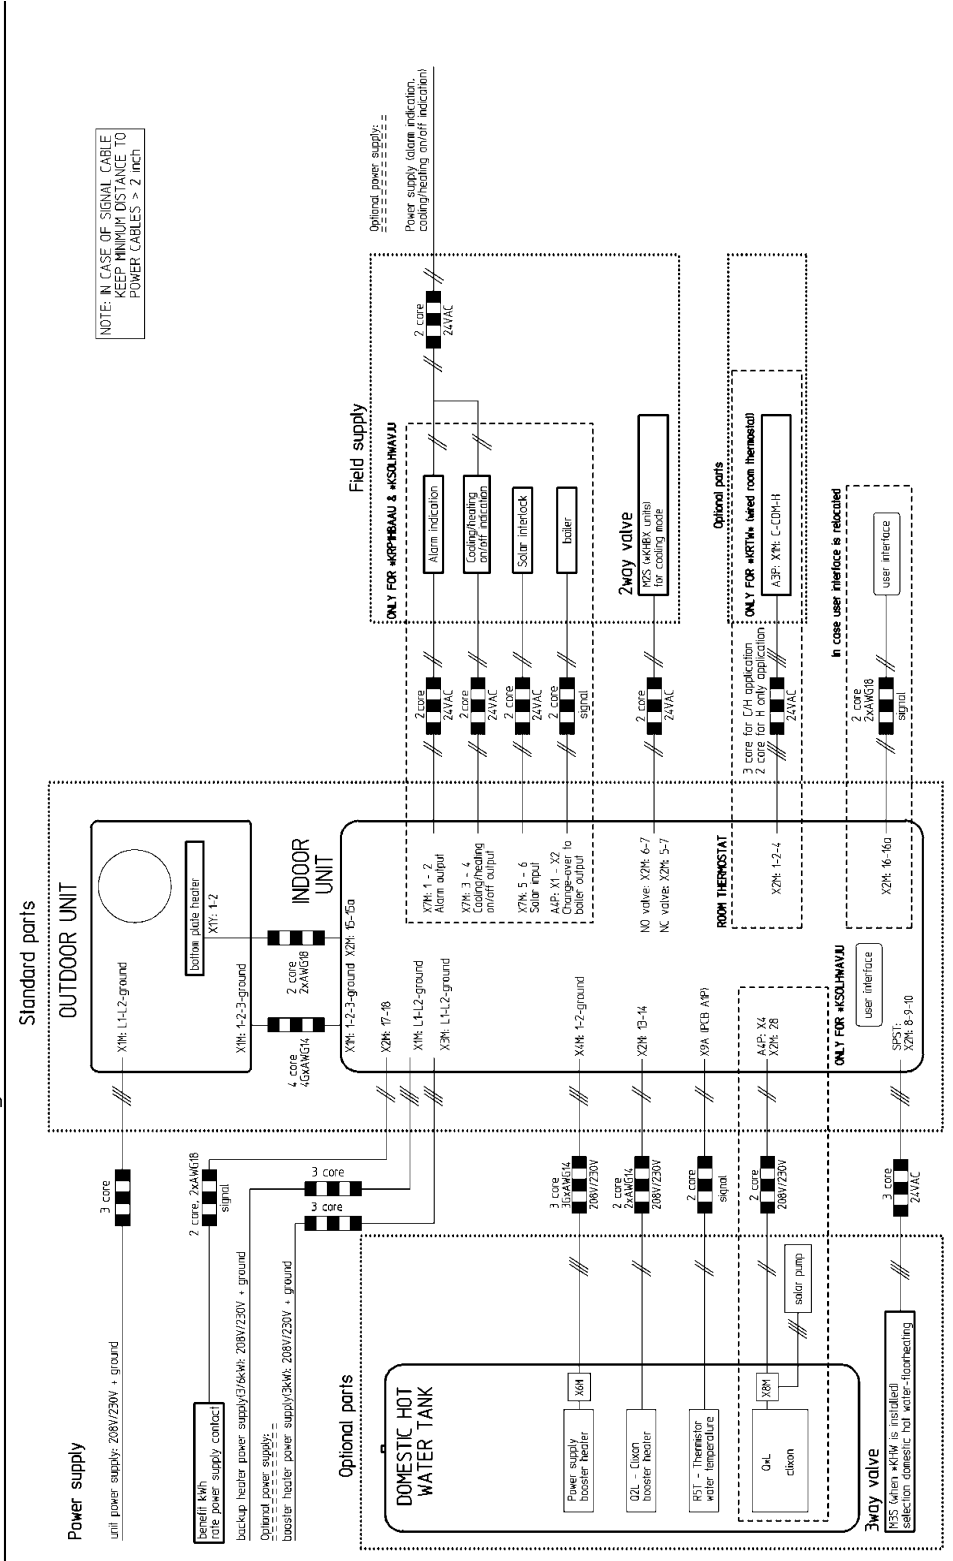 Standard parts
Power supply
OUTDOOR UNIT
unit power supply: 208V/230V + ground
3 core
X1M: L1-L2-ground
bottom plate heater
X1Y: 1-2
X1M: 1-2-3-ground
2 core
2xAWG18
4 core
4GxAWG14
NOTE: IN CASE OF SIGNAL CABLE
KEEP MINIMUM DISTANCE TO
POWER CABLES > 2 inch
benefit kWh
rate power supply contact
2 core, 2xAWG18
signal
backup heater power supply(3/6kW): 208V/230V + ground
3 core
Optional power supply:
booster heater power supply(3kW): 208V/230V + ground
3 core
INDOOR
UNIT
X1M: 1-2-3-ground
X2M: 15-15a
X2M: 17-18
X1M: L1-L2-ground
X3M: L1-L2-ground
Optional parts
DOMESTIC HOT
WATER TANK
Power supply
booster heater
X6M
3 core
3GxAWG14
208V/230V
X4M: 1-2-ground
Q2L - Clixon
booster heater
2 core
2xAWG14
208V/230V
X2M: 13-14
R5T - Thermistor
water temperature
2 core
signal
X9A (PCB A1P)
Q*L
clixon
X8M
solar pump
2 core
208V/230V
A4P: X4
X2M: 28
ONLY FOR *KSOLHWAVJU
user interface
3way valve
M3S (when *KHW is installed)
selection domestic hot water-floorheating
3 core
24VAC
SPST:
X2M: 8-9-10
Field supply
ONLY FOR *KRP1HBAAU & *KSOLHWAVJU
X7M: 1 - 2
Alarm output
2 core
24VAC
Alarm indication
2 core
24VAC
Optional power supply:
Power supply (alarm indication,
cooling/heating on/off indication)
X7M: 3 - 4
Cooling/heating
on/off output
2 core
24VAC
Cooling/heating
on/off indication
X7M: 5 - 6
Solar input
2 core
24VAC
Solar interlock
A4P: X1 - X2
Change-over to
boiler output
2 core
signal
boiler
2way valve
NO valve: X2M: 6-7
NC valve: X2M: 5-7
2 core
24VAC
M2S (*KHBX units)
for cooling mode
Optional parts
ONLY FOR *KRTW* (wired room thermostat)
ROOM THERMOSTAT
X2M: 1-2-4
3 core for C/H application
2 core for H only application
24VAC
A3P: X1M: C-COM-H
In case user interface is relocated
X2M: 16-16a
2 core
2xAWG18
signal
user interface